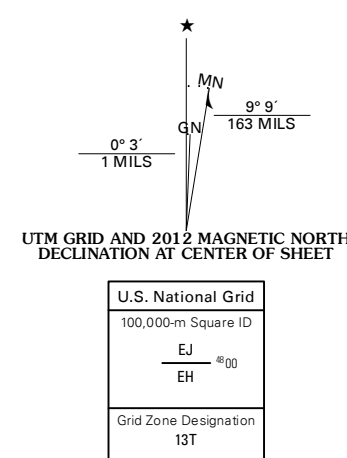 ★
MN
GN
9° 9´
163 MILS
0° 3´
1 MILS
UTM GRID AND 2012 MAGNETIC NORTH
DECLINATION AT CENTER OF SHEET
U.S. National Grid
100,000-m Square ID
EJ
4800
EH
Grid Zone Designation
13T